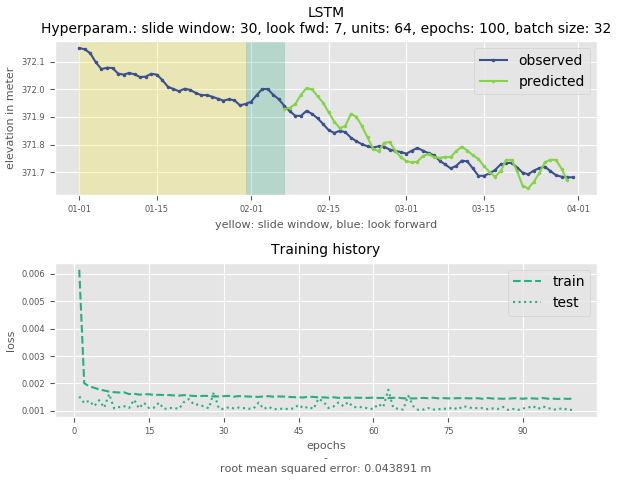 LSTM
Hyperparam.: slide window: 30, look fwd: 7, units: 64, epochs: 100, batch size: 32
observed
predicted
elevation in meter
372.1
372.0
371.9
371.8
371.7
01-01 01-15 02-01 02-15 03-01 03-15 04-01
yellow: slide window, blue: look forward
Training history
train
test
loss
0.006
0.005
0.004
0.003
0.002
0.001
0 15 30 45 60 75 90
epochs
-
root mean squared error: 0.043891 m